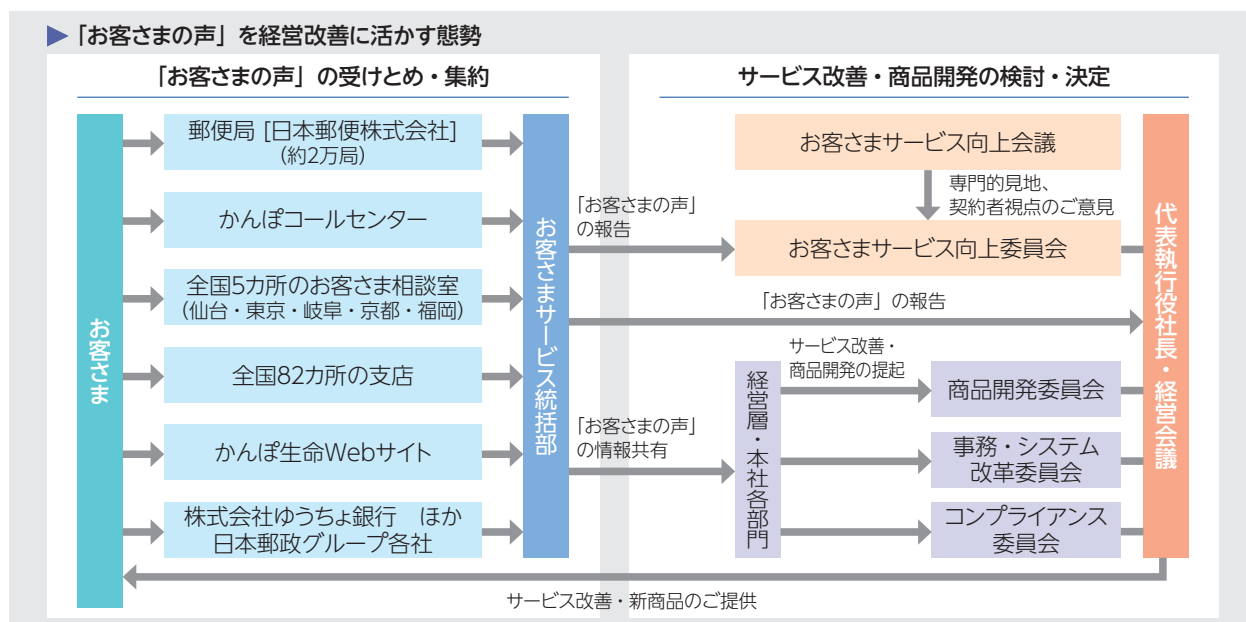 ▶「お客さまの声」を経営改善に活かす態勢
「お客さまの声」の受けとめ・集約
お客さま
郵便局 [日本郵便株式会社]
(約2万局)
かんぽコールセンター
全国5カ所のお客さま相談室
(仙台・東京・岐阜・京都・福岡)
全国82カ所の支店
かんぽ生命Webサイト
株式会社ゆうちょ銀行　ほか
日本郵政グループ各社
お客さまサービス統括部
「お客さまの声」
の報告
「お客さまの声」の報告
「お客さまの声」
の情報共有
サービス改善・商品開発の検討・決定
お客さまサービス向上会議
専門的見地、
契約者視点のご意見
お客さまサービス向上委員会
経営層・本社各部門
サービス改善・
商品開発の提起
商品開発委員会
事務・システム
改革委員会
コンプライアンス
委員会
代表執行役社長・経営会議
サービス改善・新商品のご提供